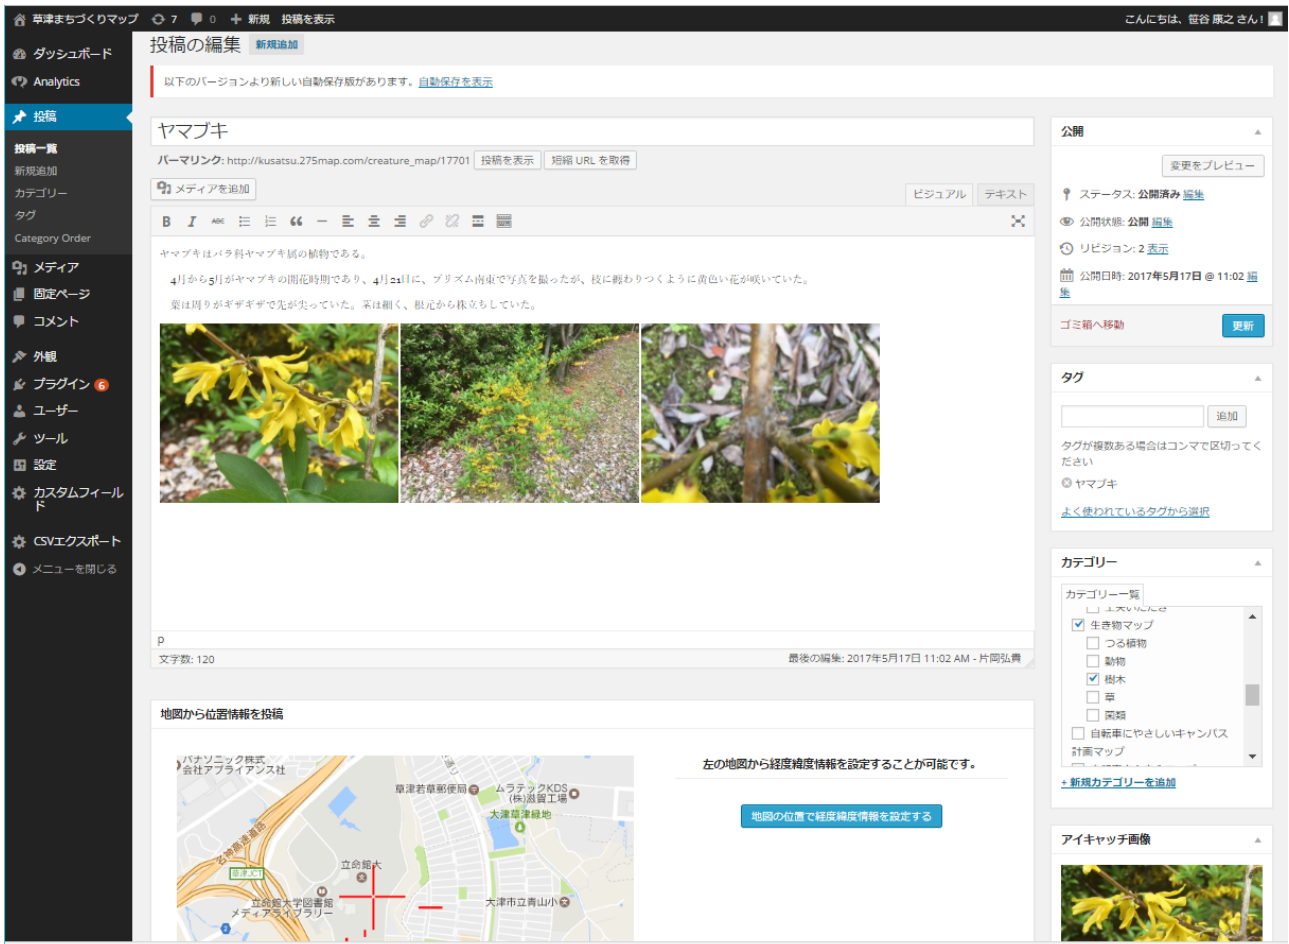 草津まちづくりマップ 7 0 新規 投稿を表示 こんにちは、笹谷 康之 さん!
ダッシュボード
Analytics
投稿
投稿一覧
新規追加
カテゴリー
タグ
Category Order
メディア
固定ページ
コメント
外観
プラグイン 6
ユーザー
ツール
設定
カスタムフィール
ド
CSVエクスポート
メニューを閉じる
投稿の編集 新規追加
以下のバージョンより新しい自動保存版があります。自動保存を表示
ヤマブキ
パーマリンク: http://kusatsu.275map.com/creature_map/17701 投稿を表示 短縮 URL を取得
メディアを追加
ビジュアル テキスト
B I ABC
ヤマブキはバラ科ヤマブキ属の植物である。
4月から5月がヤマブキの開花時期であり、4月21日に、プリズム南東で写真を撮ったが、枝に纏わりつくように黄色い花が咲いていた。
葉は周りがギザギザで先が尖っていた。茎は細く、根元から株立ちしていた。
p
文字数: 120 最後の編集: 2017年5月17日 11:02 AM - 片岡弘貴
地図から位置情報を投稿
パナソニック株式
会社アプライアンス社
草津若草郵便局
ムラテックKDS
(株)滋賀工場
大津草津緑地
名神高速道路
草津JCT
立命館大
立命館大学図書館
メディアライブラリー
大津市立青山小
左の地図から経度緯度情報を設定することが可能です。
地図の位置で経度緯度情報を設定する
公開
変更をプレビュー
ステータス: 公開済み 編集
公開状態: 公開 編集
リビジョン: 2 表示
公開日時: 2017年5月17日 @ 11:02 編
集
ゴミ箱へ移動 更新
タグ
追加
タグが複数ある場合はコンマで区切ってく
ださい
ヤマブキ
よく使われているタグから選択
カテゴリー
カテゴリー一覧
生き物マップ
つる植物
動物
樹木
草
菌類
自転車にやさしいキャンパス
計画マップ
+ 新規カテゴリーを追加
アイキャッチ画像